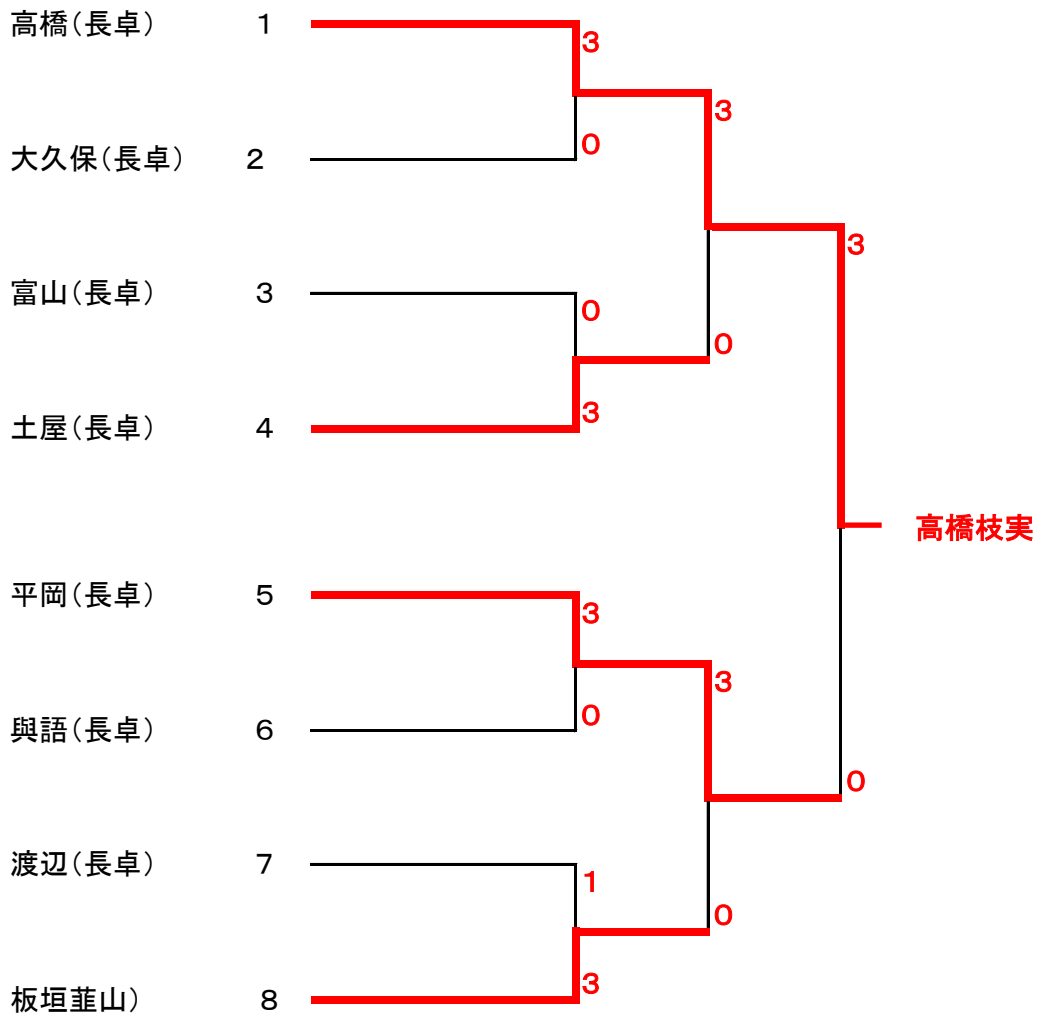 高橋（長卓） 1
3
3
大久保（長卓） 2
0
3
富山（長卓） 3
0
0
土屋（長卓） 4
3
高橋枝実
平岡（長卓） 5
3
3
與語（長卓） 6
0
0
渡辺（長卓） 7
1
0
板垣韮山） 8
3